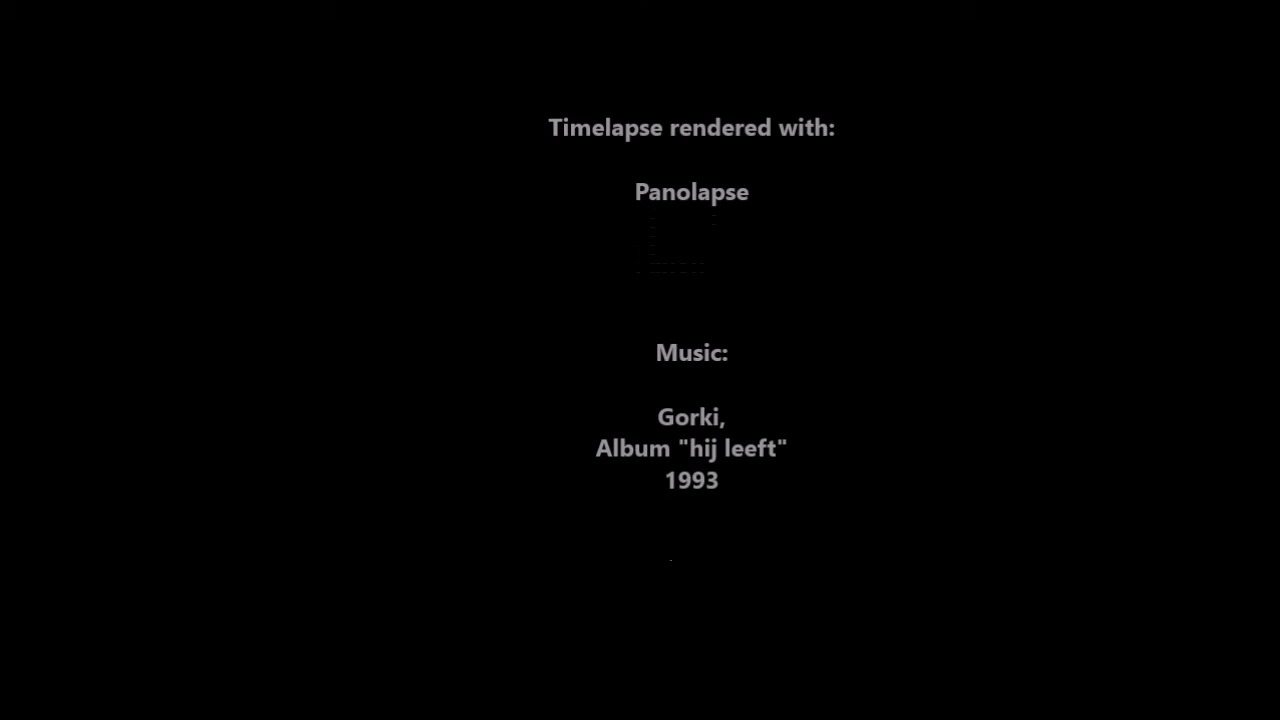 Timelapse rendered with:
Panolapse
Music:
Gorki,
Album "hij leeft"
1993